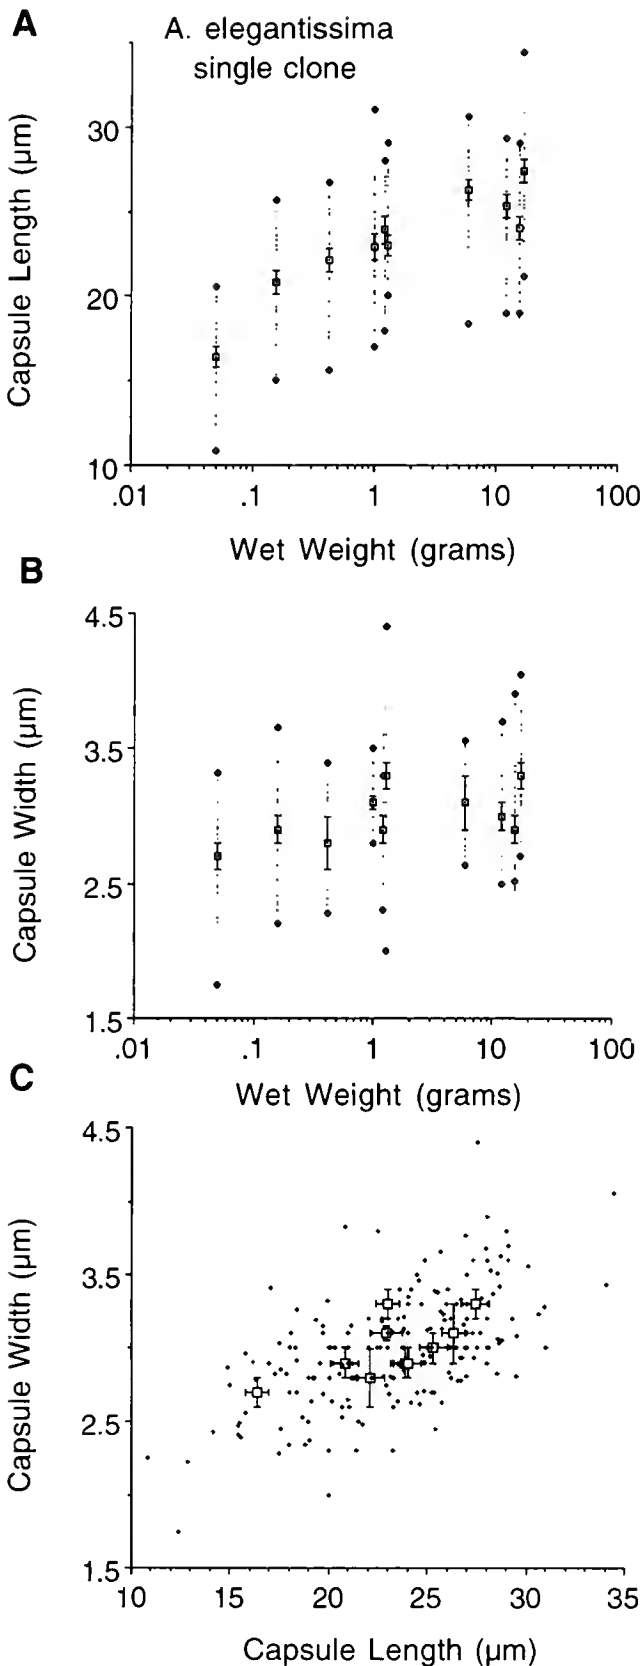 A
A. elegantissima
single clone
Capsule Length (µm)
30
20
10
.01 .1 1 10 100
Wet Weight (grams)
B
Capsule Width (µm)
4.5
3.5
2.5
1.5
.01 .1 1 10 100
Wet Weight (grams)
C
Capsule Width (µm)
4.5
3.5
2.5
1.5
10 15 20 25 30 35
Capsule Length (µm)